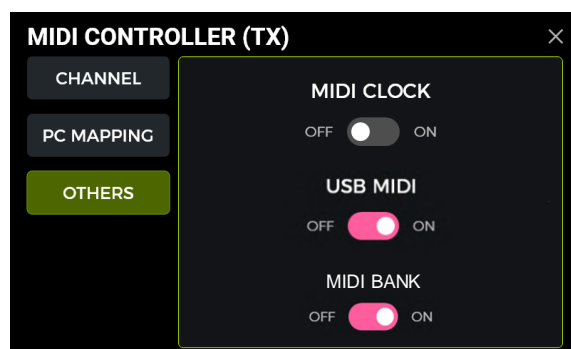 MIDI CONTROLLER (TX)
CHANNEL
PC MAPPING
OTHERS
MIDI CLOCK
OFF ON
USB MIDI
OFF ON
MIDI BANK
OFF ON